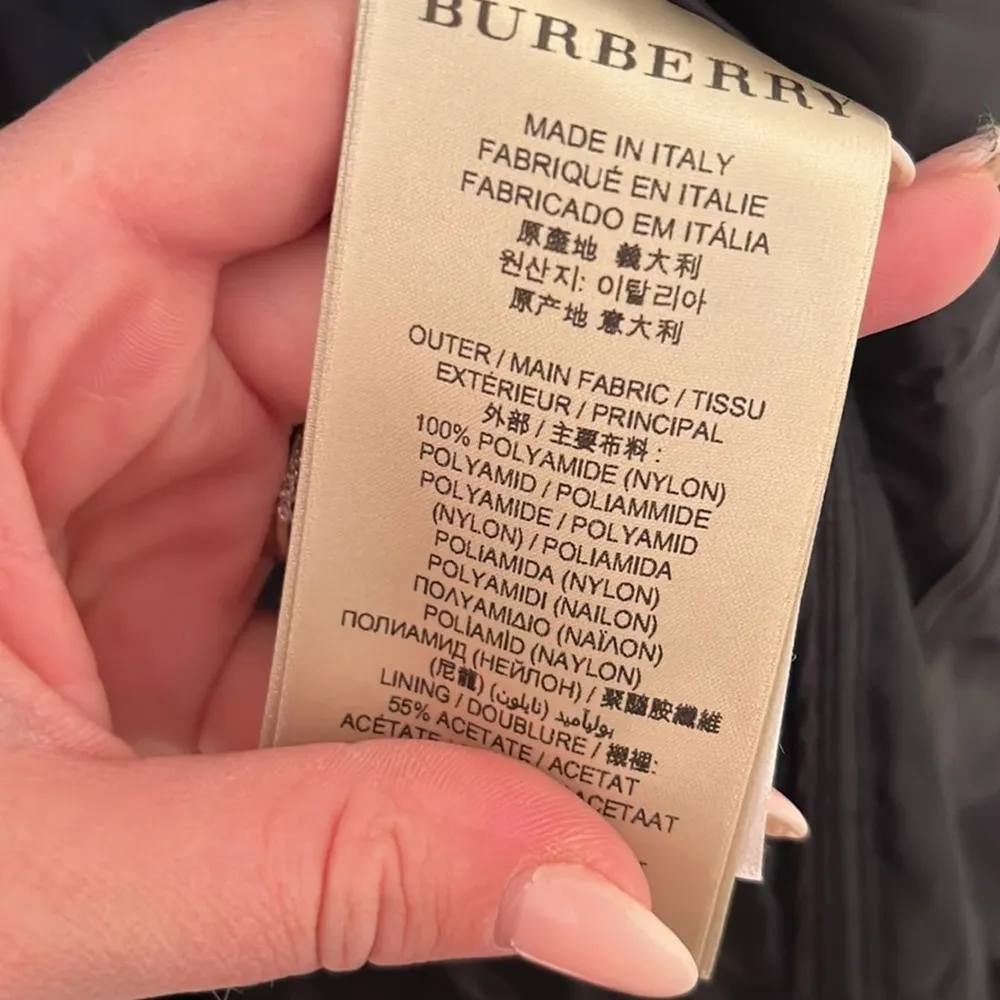 BURBERRY
MADE IN ITALY
FABRIQUÉ EN ITALIE
FABRICADO EM ITÁLIA
原產地 義大利
원산지: 이탈리아
原产地 意大利
OUTER / MAIN FABRIC / TISSU
EXTÉRIEUR / PRINCIPAL
外部 / 主要布料 :
100% POLYAMIDE (NYLON)
POLYAMID / POLIAMMIDE
POLYAMIDE / POLYAMID
(NYLON) / POLIAMIDA
POLIAMIDA (NYLON)
POLYAMIDI (NAILON)
ΠΟΛΥΑΜΙΔΙΟ (ΝΑΪΛΟΝ)
POLÍAMÍD (NAYLON)
ПОЛИАМИД (НЕЙЛОН) / 聚醯胺纖維
(尼龍) بولياميد (نايلون)
LINING / DOUBLURE / 襯裡:
55% ACETATE / ACETAT
ACÉTATE ACETAAT